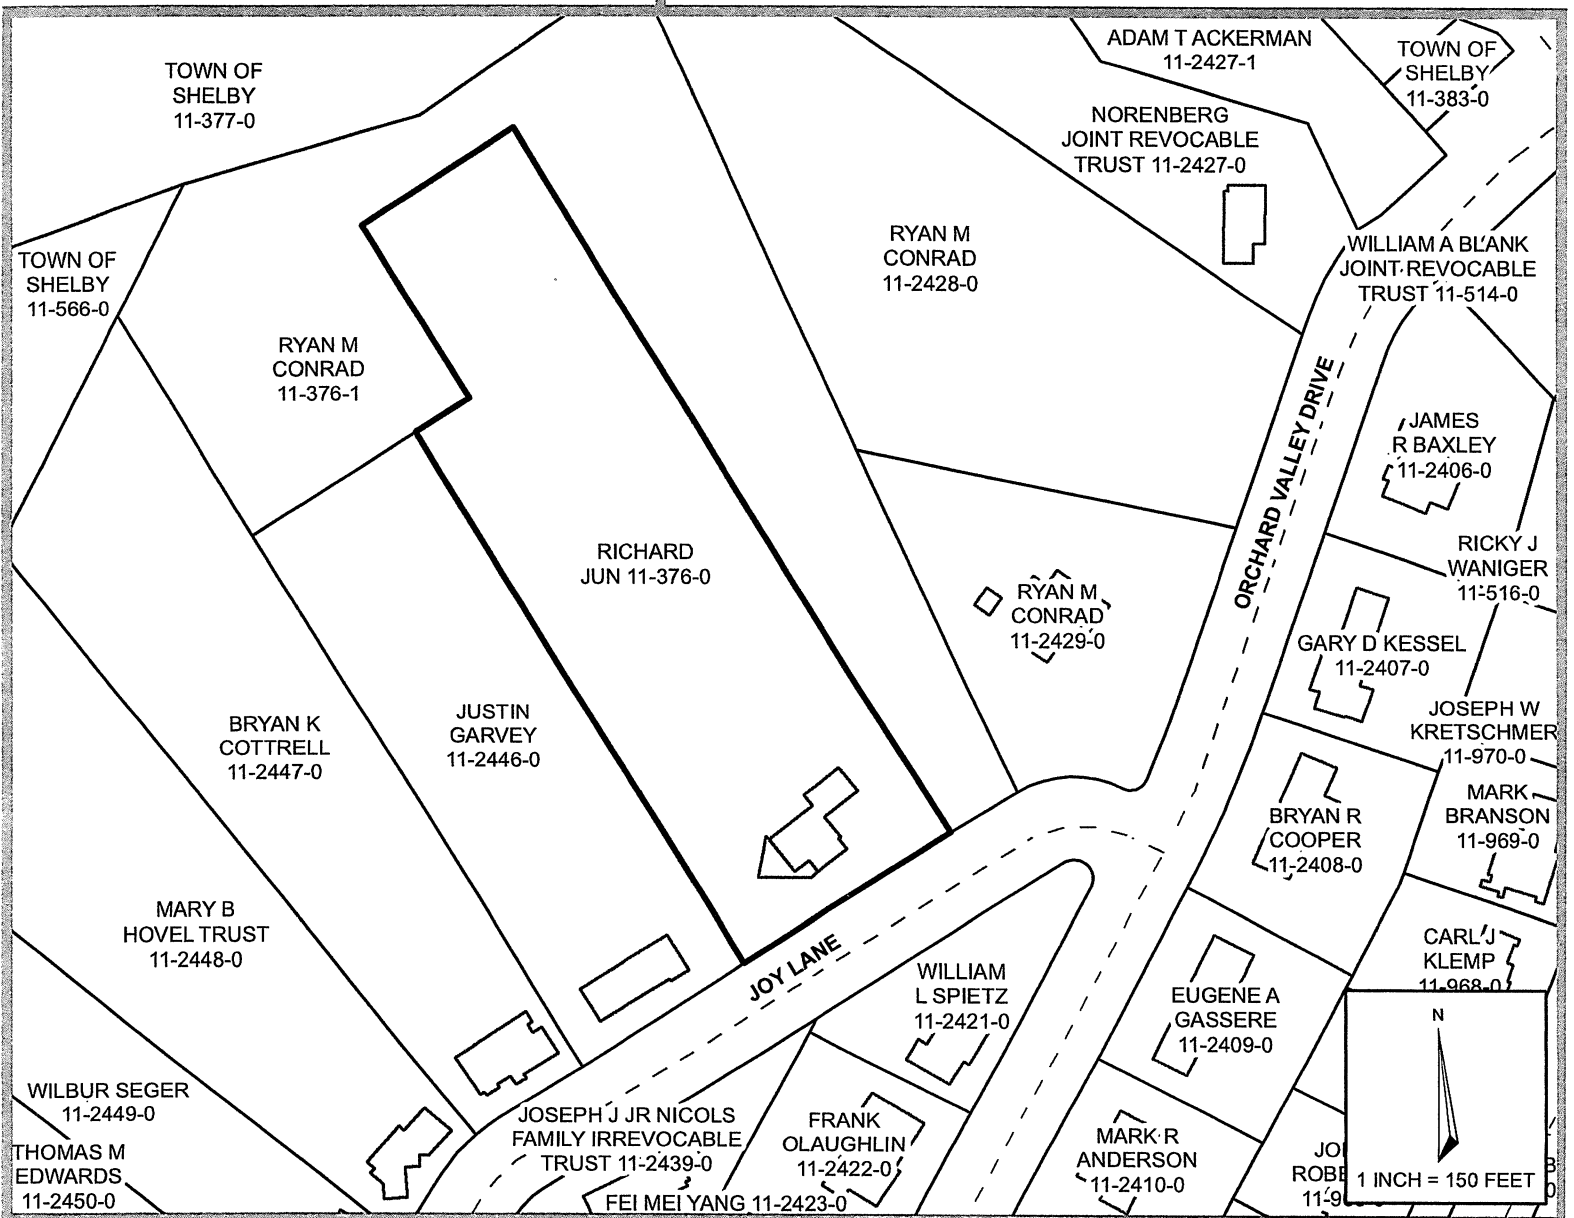 TOWN OF
SHELBY
11-377-0
ADAM T ACKERMAN
11-2427-1
TOWN OF
SHELBY
11-383-0
NORENBERG
JOINT REVOCABLE
TRUST 11-2427-0
TOWN OF
SHELBY
11-566-0
RYAN M
CONRAD
11-2428-0
WILLIAM A BLANK
JOINT REVOCABLE
TRUST 11-514-0
RYAN M
CONRAD
11-376-1
ORCHARD VALLEY DRIVE
JAMES
R BAXLEY
11-2406-0
RICHARD
JUN 11-376-0
RICKY J
WANIGER
11-516-0
RYAN M
CONRAD
11-2429-0
GARY D KESSEL
11-2407-0
BRYAN K
COTTRELL
11-2447-0
JUSTIN
GARVEY
11-2446-0
JOSEPH W
KRETSCHMER
11-970-0
MARK
BRANSON
11-969-0
BRYAN R
COOPER
11-2408-0
MARY B
HOVEL TRUST
11-2448-0
JOY LANE
CARL J
KLEMP
11-968-0
WILLIAM
L SPIETZ
11-2421-0
EUGENE A
GASSERE
11-2409-0
N
1 INCH = 150 FEET
WILBUR SEGER
11-2449-0
JOSEPH J JR NICOLS
FAMILY IRREVOCABLE
TRUST 11-2439-0
FRANK
OLAUGHLIN
11-2422-0
MARK R
ANDERSON
11-2410-0
THOMAS M
EDWARDS
11-2450-0
FEI MEI YANG 11-2423-0